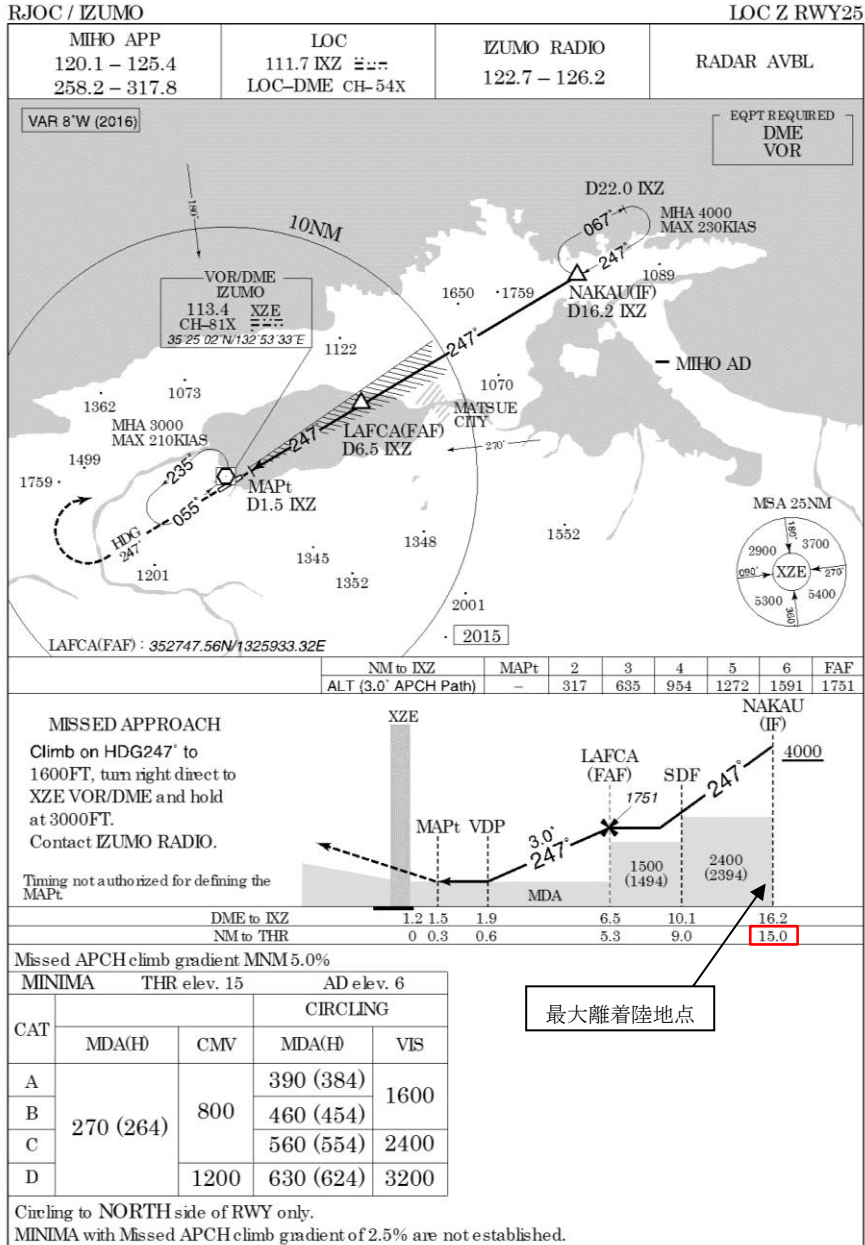 RJOC / IZUMO
LOC Z RWY25
MIHO APP
120.1 – 125.4
258.2 – 317.8
LOC
111.7 IXZ
LOC–DME CH–54X
IZUMO RADIO
122.7 – 126.2
RADAR AVBL
VAR 8°W (2016)
EQPT REQUIRED
DME
VOR
180°
10NM
D22.0 IXZ
067°
MHA 4000
MAX 230KIAS
247°
1089
NAKAU(IF)
D16.2 IXZ
VOR/DME
IZUMO
113.4 XZE
CH–81X
35°25'02"N/132°53'33"E
1650
1759
1122
247°
MIHO AD
1070
MATSUE
CITY
1073
1362
MHA 3000
MAX 210KIAS
LAFCA(FAF)
D6.5 IXZ
247°
270°
1499
1759
235°
MAPt
D1.5 IXZ
055°
HDG
247°
1201
1345
1352
1348
1552
2001
2015
MSA 25NM
180°
2900
3700
090°
XZE
270°
5300
5400
360°
LAFCA(FAF) : 352747.56N/1325933.32E
NM to IXZ MAPt 2 3 4 5 6 FAF
ALT (3.0° APCH Path) – 317 635 954 1272 1591 1751
MISSED APPROACH
Climb on HDG247° to
1600FT, turn right direct to
XZE VOR/DME and hold
at 3000FT.
Contact IZUMO RADIO.
Timing not authorized for defining the
MAPt.
XZE
NAKAU
(IF)
4000
LAFCA
(FAF)
SDF
247°
1751
MAPt VDP
3.0°
247°
1500
(1494)
2400
(2394)
MDA
DME to IXZ 1.2 1.5 1.9 6.5 10.1 16.2
NM to THR 0 0.3 0.6 5.3 9.0 15.0
Missed APCH climb gradient MNM 5.0%
MINIMA THR elev. 15 AD elev. 6
CAT
CIRCLING
MDA(H) CMV MDA(H) VIS
A 270 (264) 800 390 (384) 1600
B 460 (454)
C 560 (554) 2400
D 1200 630 (624) 3200
最大離着陸地点
Circling to NORTH side of RWY only.
MINIMA with Missed APCH climb gradient of 2.5% are not established.